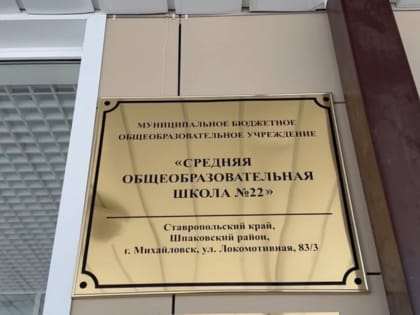 МУНИЦИПАЛЬНОЕ БЮДЖЕТНОЕ
ОБЩЕОБРАЗОВАТЕЛЬНОЕ УЧРЕЖДЕНИЕ
«СРЕДНЯЯ
ОБЩЕОБРАЗОВАТЕЛЬНАЯ
ШКОЛА №22»
Ставропольский край,
Шпаковский район,
г. Михайловск, ул. Локомотивная, 83/3